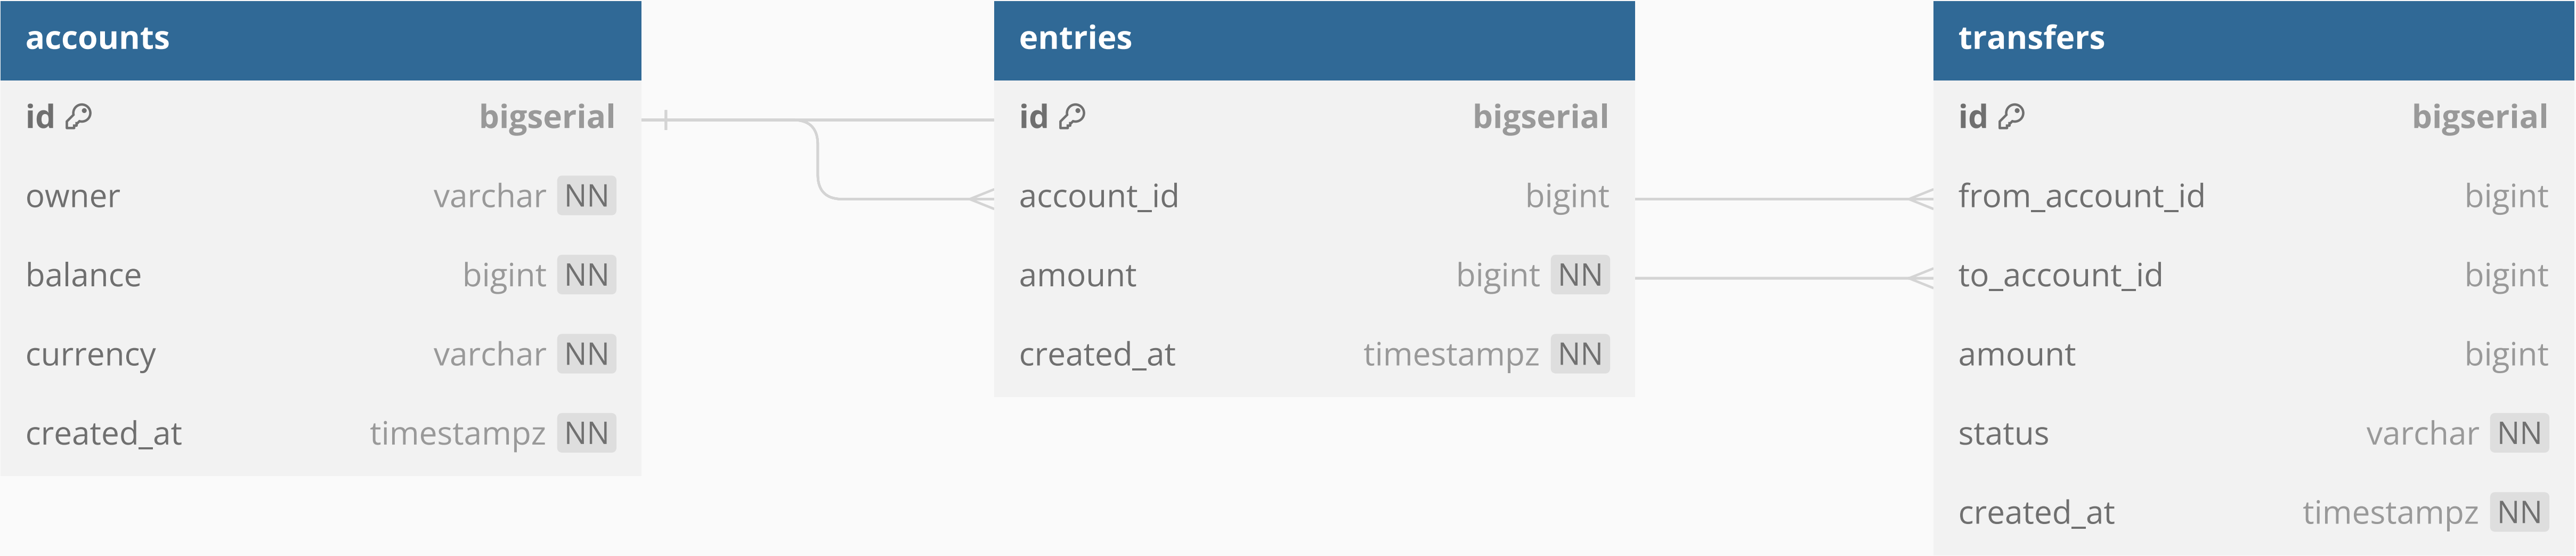 accounts
id bigserial
owner varchar NN
balance bigint NN
currency varchar NN
created_at timestampz NN
entries
id bigserial
account_id bigint
amount bigint NN
created_at timestampz NN
transfers
id bigserial
from_account_id bigint
to_account_id bigint
amount bigint
status varchar NN
created_at timestampz NN